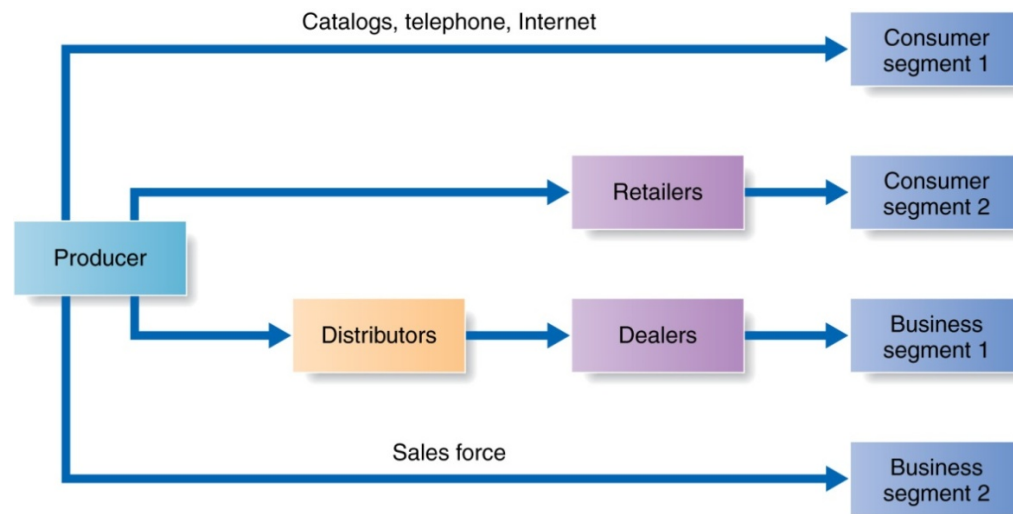 Catalogs, telephone, Internet
Consumer
segment 1
Retailers
Consumer
segment 2
Producer
Distributors
Dealers
Business
segment 1
Sales force
Business
segment 2